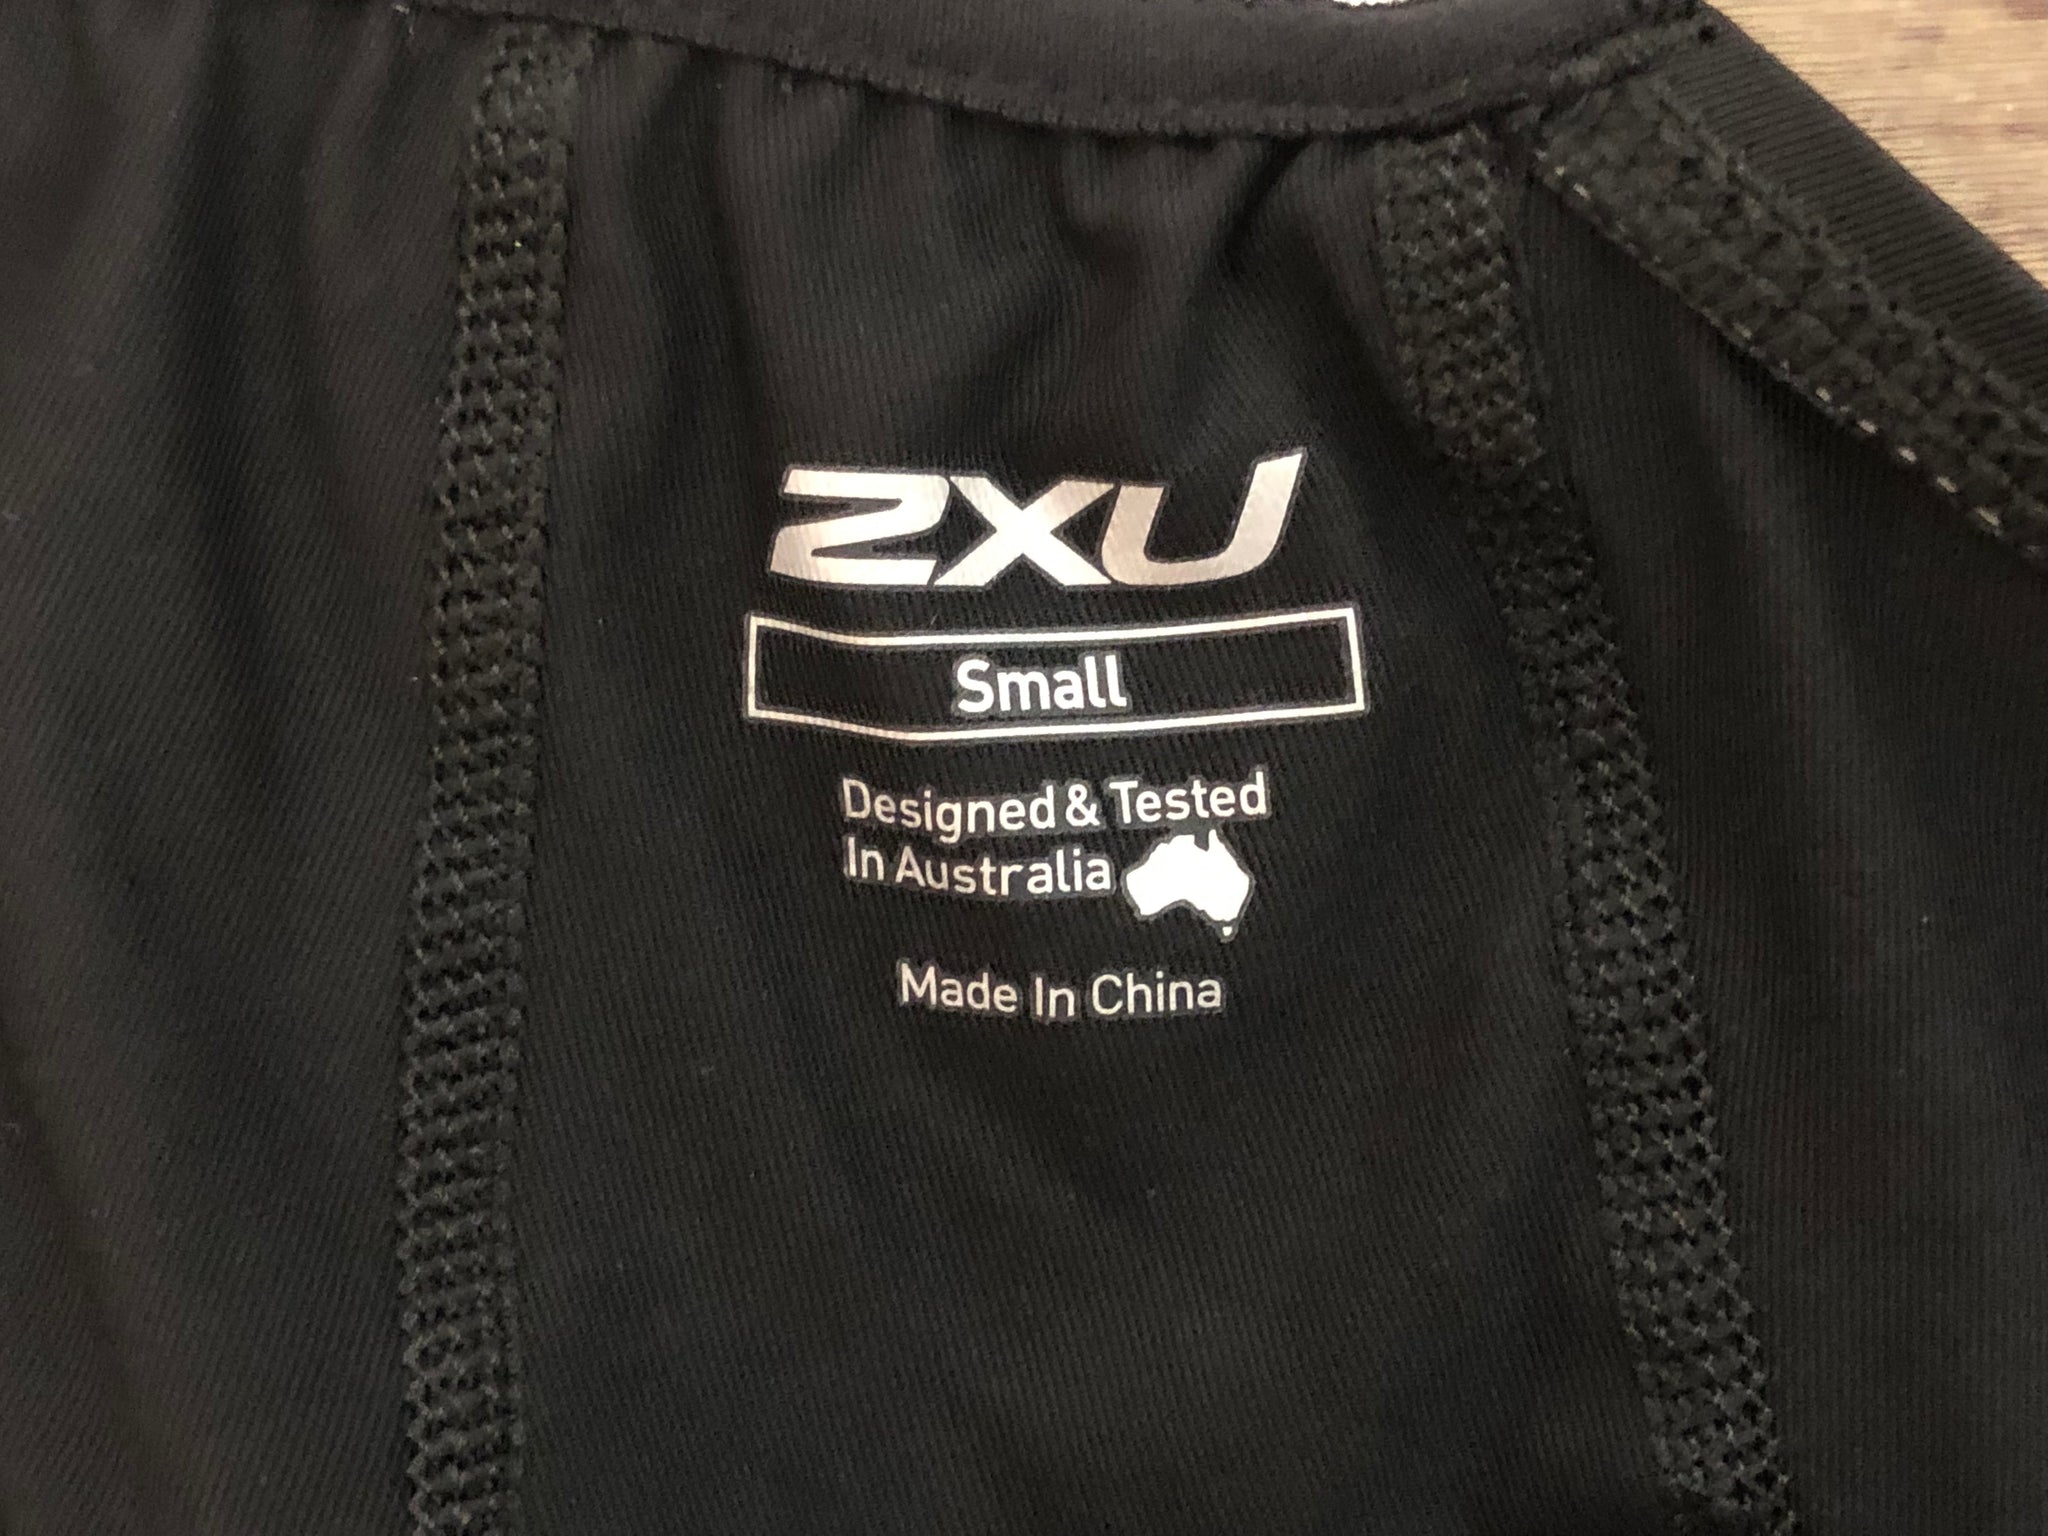 2XU
Small
Designed & Tested
In Australia
Made In China